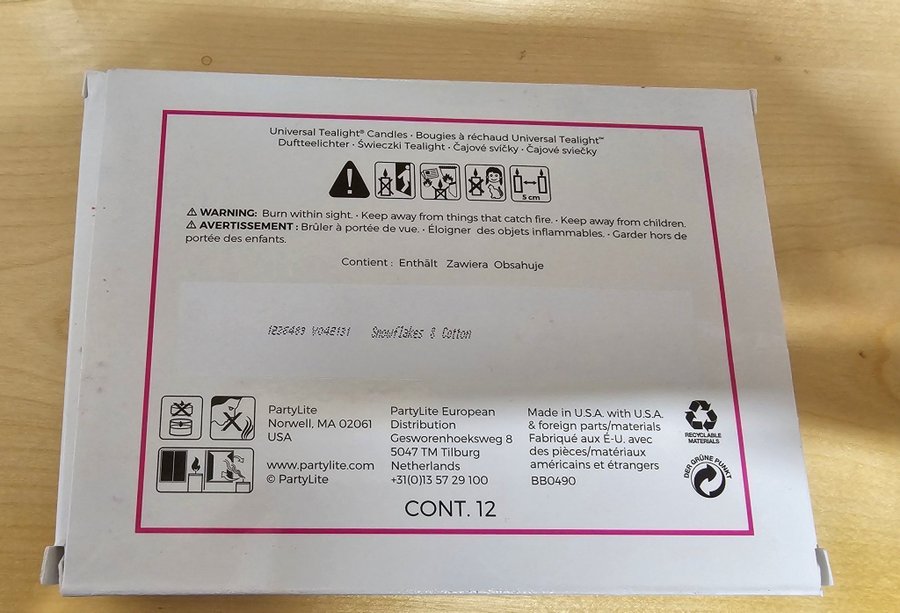 Universal Tealight® Candles · Bougies à réchaud Universal Tealight™
Duftteelichter · Świeczki Tealight · Čajové svíčky · Čajové sviečky
5 cm
⚠ WARNING: Burn within sight. · Keep away from things that catch fire. · Keep away from children.
⚠ AVERTISSEMENT : Brûler à portée de vue. · Éloigner des objets inflammables. · Garder hors de
portée des enfants.
Contient : Enthält Zawiera Obsahuje
1236483 V042131 Snowflakes & Cotton
PartyLite
Norwell, MA 02061
USA
www.partylite.com
© PartyLite
PartyLite European
Distribution
Gesworenhoeksweg 8
5047 TM Tilburg
Netherlands
+31(0)13 57 29 100
Made in U.S.A. with U.S.A.
& foreign parts/materials
Fabriqué aux É-U. avec
des pièces/matériaux
américains et étrangers
BB0490
RECYCLABLE
MATERIALS
DER GRÜNE PUNKT
CONT. 12